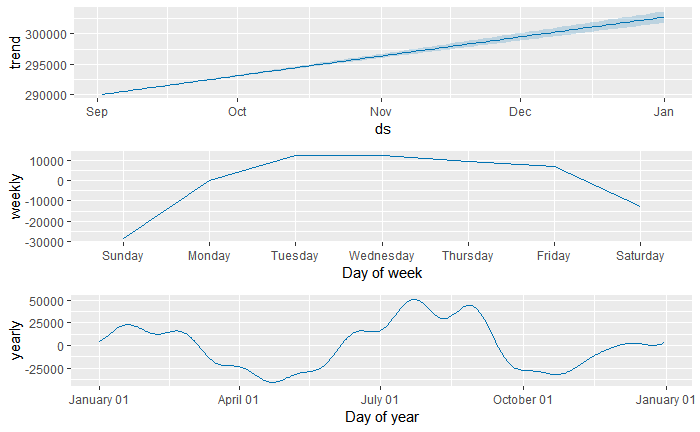 300000
295000
290000
trend
Sep Oct Nov Dec Jan
ds
10000
0
-10000
-20000
-30000
weekly
Sunday Monday Tuesday Wednesday Thursday Friday Saturday
Day of week
50000
25000
0
-25000
yearly
January 01 April 01 July 01 October 01 January 01
Day of year